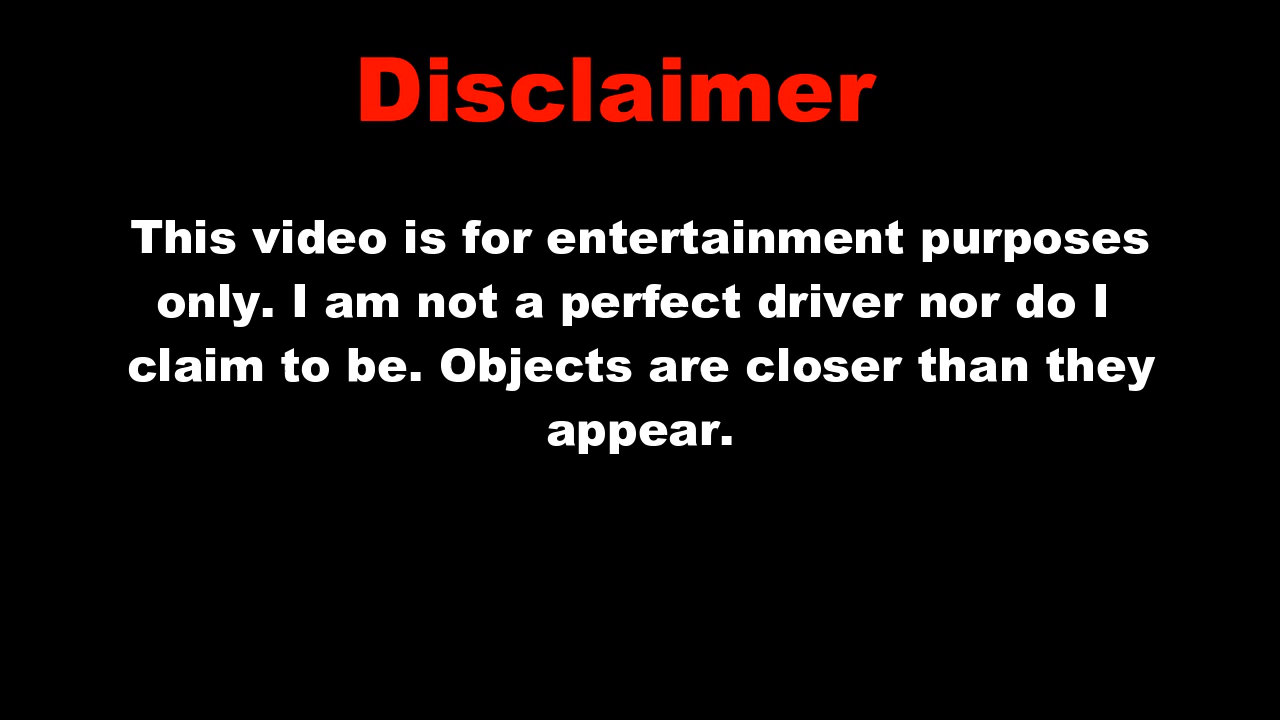 Disclaimer
This video is for entertainment purposes
only. I am not a perfect driver nor do I
claim to be. Objects are closer than they
appear.